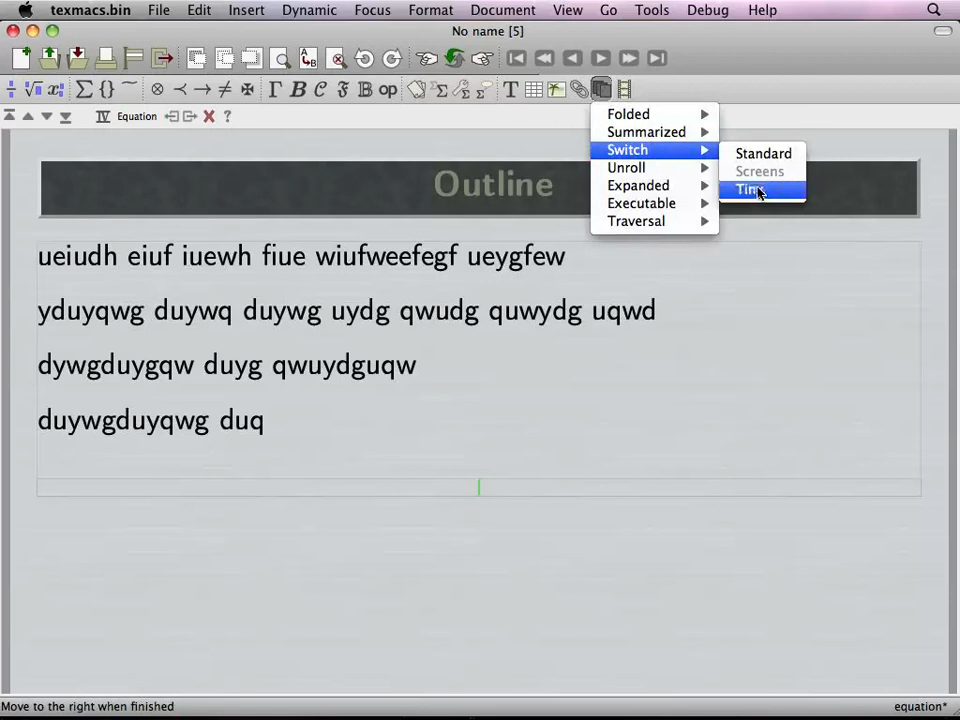 texmacs.bin File Edit Insert Dynamic Focus Format Document View Go Tools Debug Help
No name [5]
Equation
Folded
Summarized
Switch
Unroll
Expanded
Executable
Traversal
Standard
Screens
Outline
ueiudh eiuf iuewh fiue wiufweefegf ueygfew
yduyqwg duywq duywg uydg qwudg quwydg uqwd
dywgduygqw duyg qwuydguqw
duywgduyqwg duq
Move to the right when finished equation*